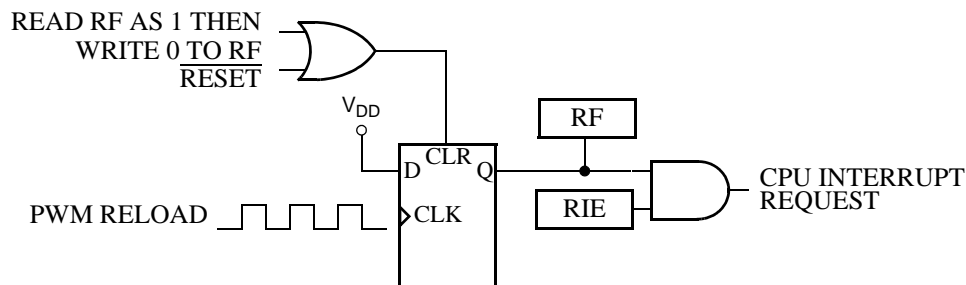 READ RF AS 1 THEN
WRITE 0 TO RF
RESET
VDD
RF
D
CLR
Q
CPU INTERRUPT
REQUEST
RIE
PWM RELOAD
CLK